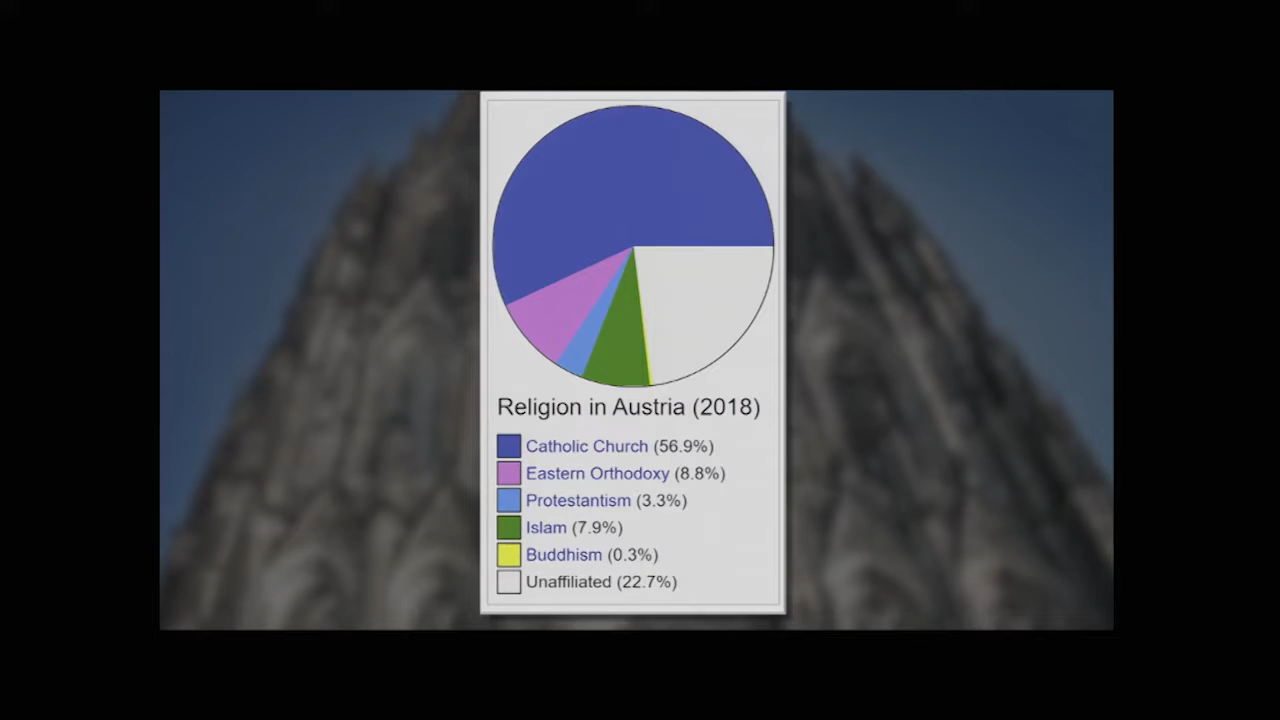 Religion in Austria (2018)
Catholic Church (56.9%)
Eastern Orthodoxy (8.8%)
Protestantism (3.3%)
Islam (7.9%)
Buddhism (0.3%)
Unaffiliated (22.7%)